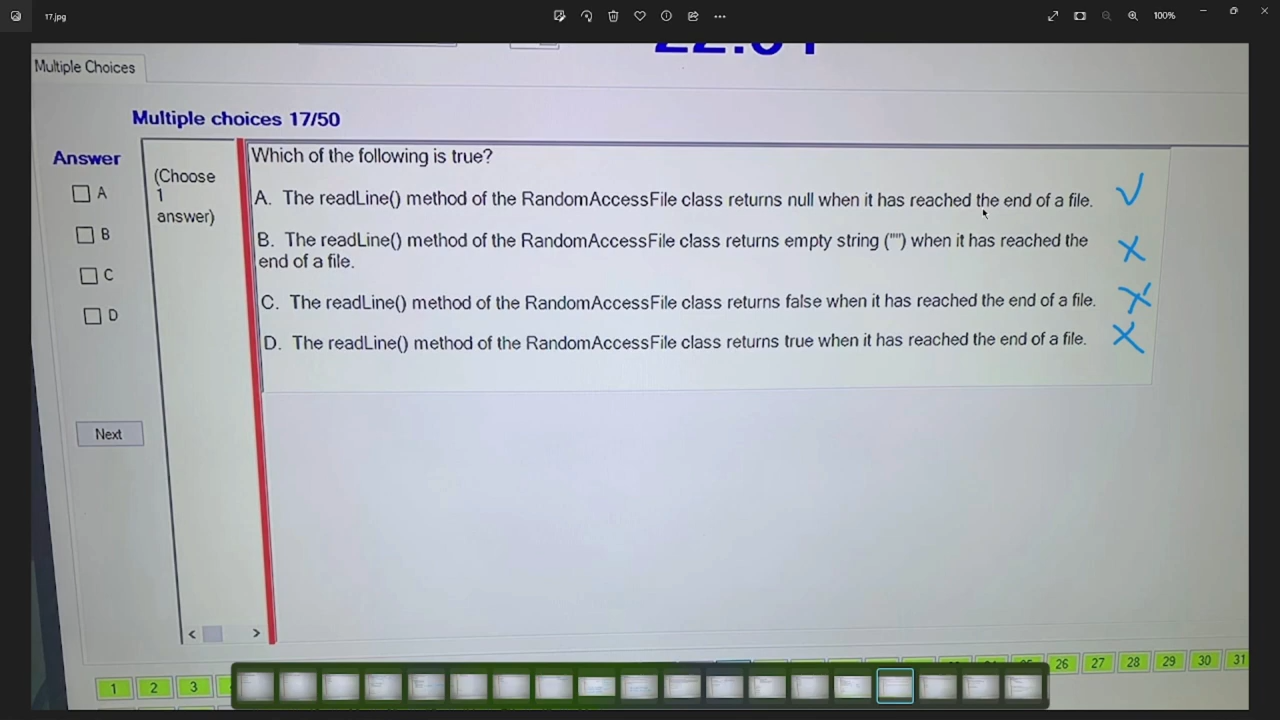 17.jpg
100%
Multiple Choices
Multiple choices 17/50
Answer
A
B
C
D
(Choose
1
answer)
Which of the following is true?
A. The readLine() method of the RandomAccessFile class returns null when it has reached the end of a file.
B. The readLine() method of the RandomAccessFile class returns empty string ("") when it has reached the
end of a file.
C. The readLine() method of the RandomAccessFile class returns false when it has reached the end of a file.
D. The readLine() method of the RandomAccessFile class returns true when it has reached the end of a file.
Next
1 2 3 26 27 28 29 30 31